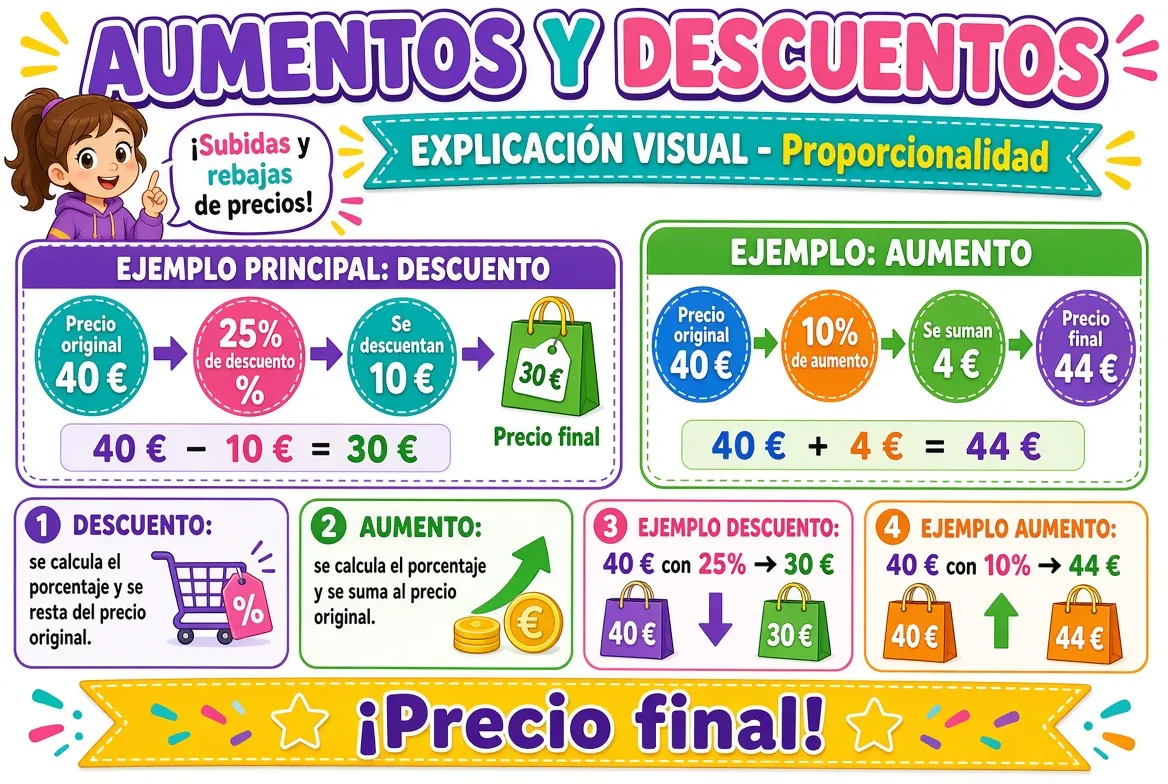 AUMENTOS Y DESCUENTOS
¡Subidas y
rebajas
de precios!
EXPLICACIÓN VISUAL - Proporcionalidad
EJEMPLO PRINCIPAL: DESCUENTO
Precio
original
40 €
25%
de descuento
%
Se
descuentan
10 €
30 €
Precio final
40 € − 10 € = 30 €
EJEMPLO: AUMENTO
Precio
original
40 €
10%
de aumento
Se suman
4 €
Precio
final
44 €
40 € + 4 € = 44 €
1 DESCUENTO:
se calcula el
porcentaje y se
resta del precio
original.
%
2 AUMENTO:
se calcula el porcentaje
y se suma al precio
original.
€
3 EJEMPLO DESCUENTO:
40 € con 25% → 30 €
40 €
30 €
4 EJEMPLO AUMENTO:
40 € con 10% → 44 €
40 €
44 €
¡Precio final!